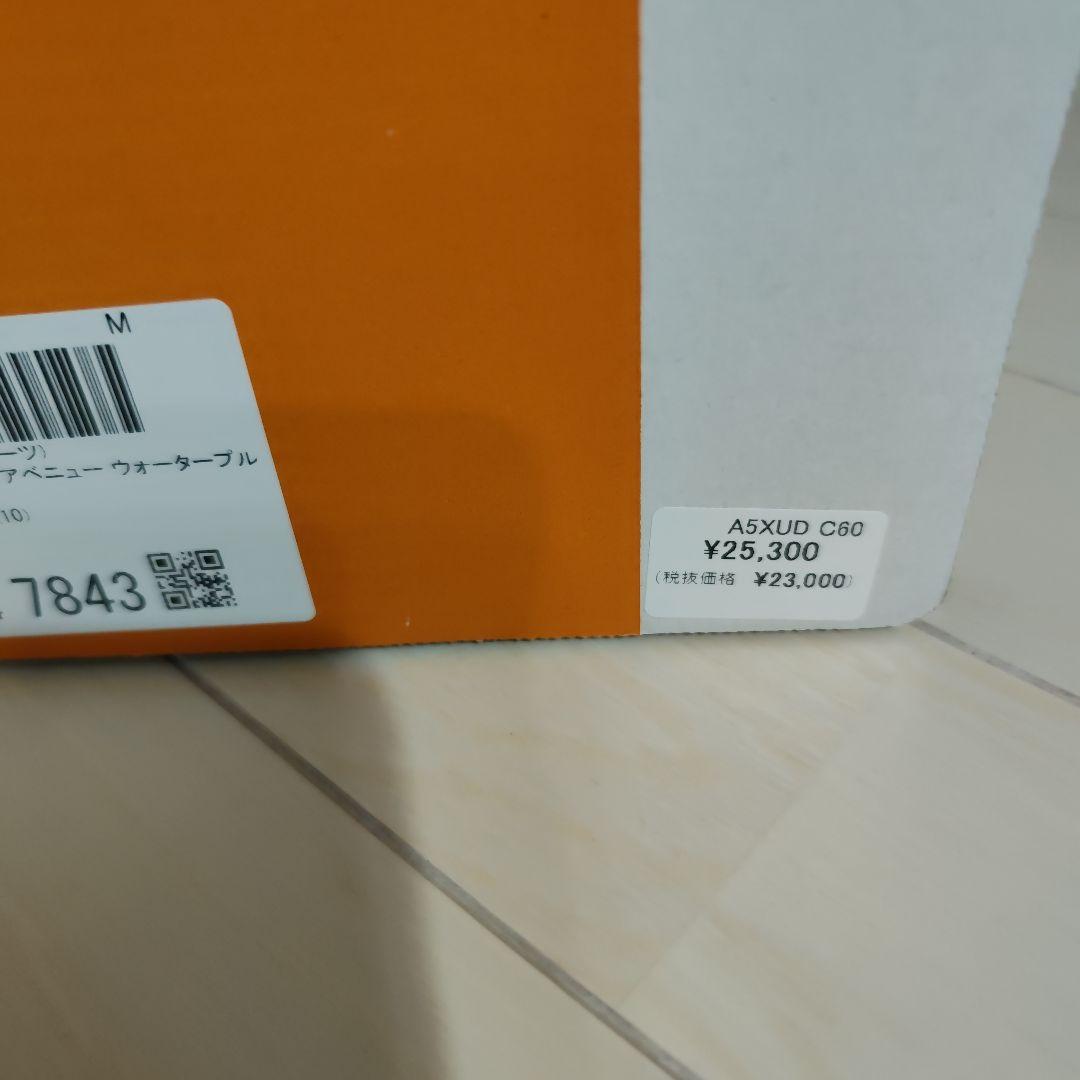 M
ーツ)
アベニュー ウォータープル
10)
7843
A5XUD C60
¥25,300
(税抜価格 ¥23,000)